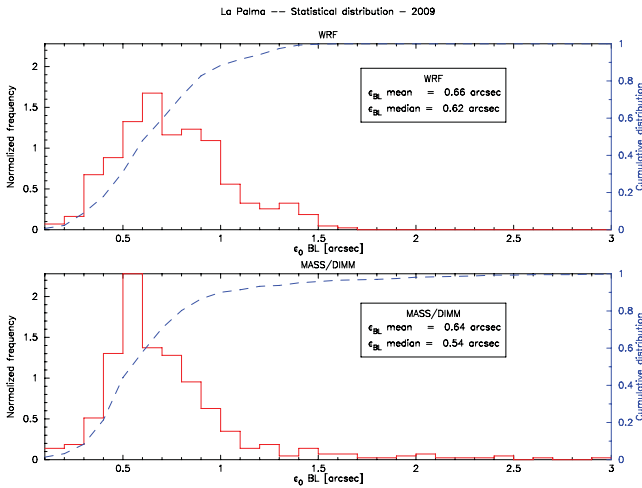 La Palma -- Statistical distribution - 2009
WRF
Normalized frequency
0
0.5
1
1.5
2
WRF
ϵBL mean = 0.66 arcsec
ϵBL median = 0.62 arcsec
0
0.2
0.4
0.6
0.8
1
Cumulative distribution
0.5
1
1.5
2
2.5
3
ϵ0 BL [arcsec]
MASS/DIMM
Normalized frequency
0
0.5
1
1.5
2
MASS/DIMM
ϵBL mean = 0.64 arcsec
ϵBL median = 0.54 arcsec
0
0.2
0.4
0.6
0.8
1
Cumulative distribution
0.5
1
1.5
2
2.5
3
ϵ0 BL [arcsec]